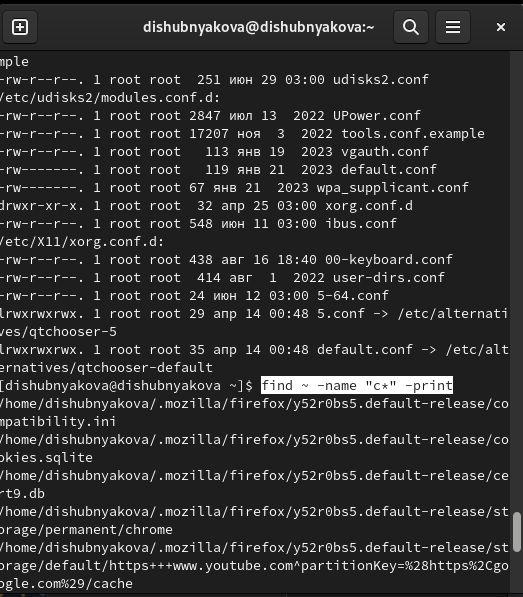 dishubnyakova@dishubnyakova:~
mple
-rw-r--r--. 1 root root  251 июн 29 03:00 udisks2.conf
/etc/udisks2/modules.conf.d:
-rw-r--r--. 1 root root 2847 июл 13  2022 UPower.conf
-rw-r--r--. 1 root root 17207 ноя  3  2022 tools.conf.example
-rw-r--r--. 1 root root   113 янв 19  2023 vgauth.conf
-rw-------. 1 root root   119 янв 21  2023 default.conf
-rw-------. 1 root root 67 янв 21  2023 wpa_supplicant.conf
drwxr-xr-x. 1 root root  32 апр 25 03:00 xorg.conf.d
-rw-r--r--. 1 root root 548 июн 11 03:00 ibus.conf
/etc/X11/xorg.conf.d:
-rw-r--r--. 1 root root 438 авг 16 18:40 00-keyboard.conf
-rw-r--r--. 1 root root  414 авг  1  2022 user-dirs.conf
-rw-r--r--. 1 root root 24 июн 12 03:00 5-64.conf
lrwxrwxrwx. 1 root root 29 апр 14 00:48 5.conf -> /etc/alternati
ves/qtchooser-5
lrwxrwxrwx. 1 root root 35 апр 14 00:48 default.conf -> /etc/alt
ernatives/qtchooser-default
[dishubnyakova@dishubnyakova ~]$ find ~ -name "c*" -print
/home/dishubnyakova/.mozilla/firefox/y52r0bs5.default-release/co
mpatibility.ini
/home/dishubnyakova/.mozilla/firefox/y52r0bs5.default-release/co
okies.sqlite
/home/dishubnyakova/.mozilla/firefox/y52r0bs5.default-release/ce
rt9.db
/home/dishubnyakova/.mozilla/firefox/y52r0bs5.default-release/st
orage/permanent/chrome
/home/dishubnyakova/.mozilla/firefox/y52r0bs5.default-release/st
orage/default/https+++www.youtube.com^partitionKey=%28https%2Cgo
ogle.com%29/cache